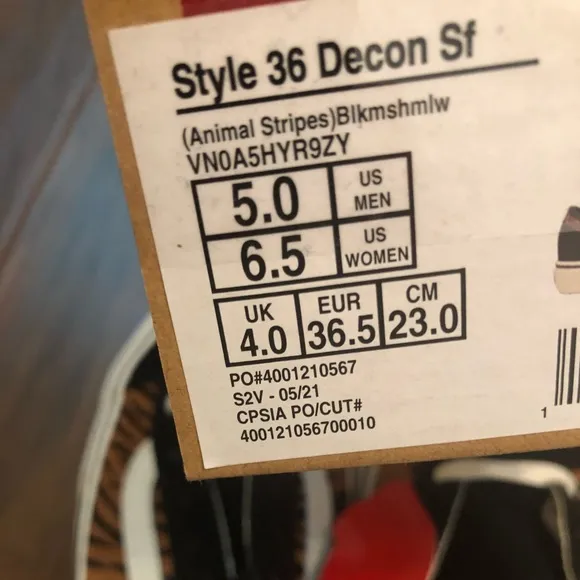 Style 36 Decon Sf
(Animal Stripes)Blkmshmlw
VN0A5HYR9ZY
5.0 US MEN
6.5 US WOMEN
UK EUR CM
4.0 36.5 23.0
PO#4001210567
S2V - 05/21
CPSIA PO/CUT#
400121056700010
1